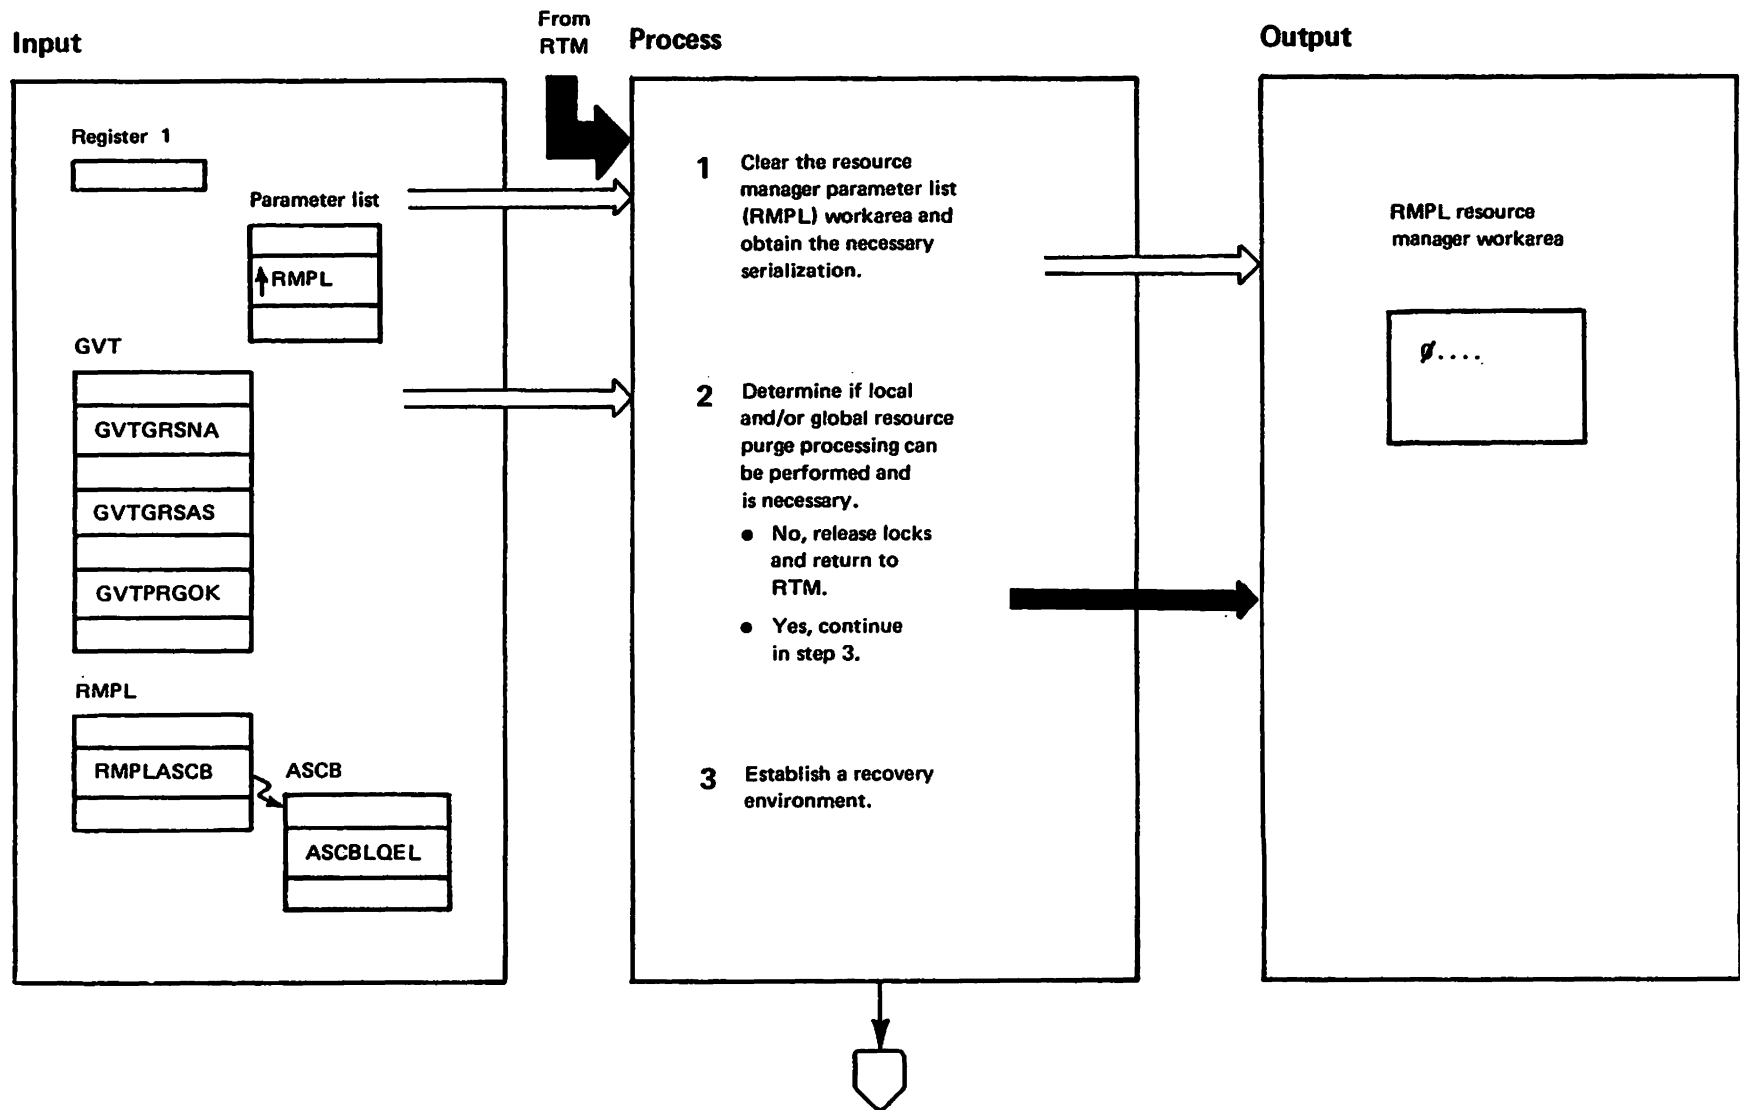 Input
Register 1
Parameter list
↑RMPL
GVT
GVTGRSNA
GVTGRSAS
GVTPRGOK
RMPL
RMPLASCB
ASCB
ASCBLQEL
From
RTM
Process
1 Clear the resource
manager parameter list
(RMPL) workarea and
obtain the necessary
serialization.
2 Determine if local
and/or global resource
purge processing can
be performed and
is necessary.
● No, release locks
and return to
RTM.
● Yes, continue
in step 3.
3 Establish a recovery
environment.
Output
RMPL resource
manager workarea
Ø....